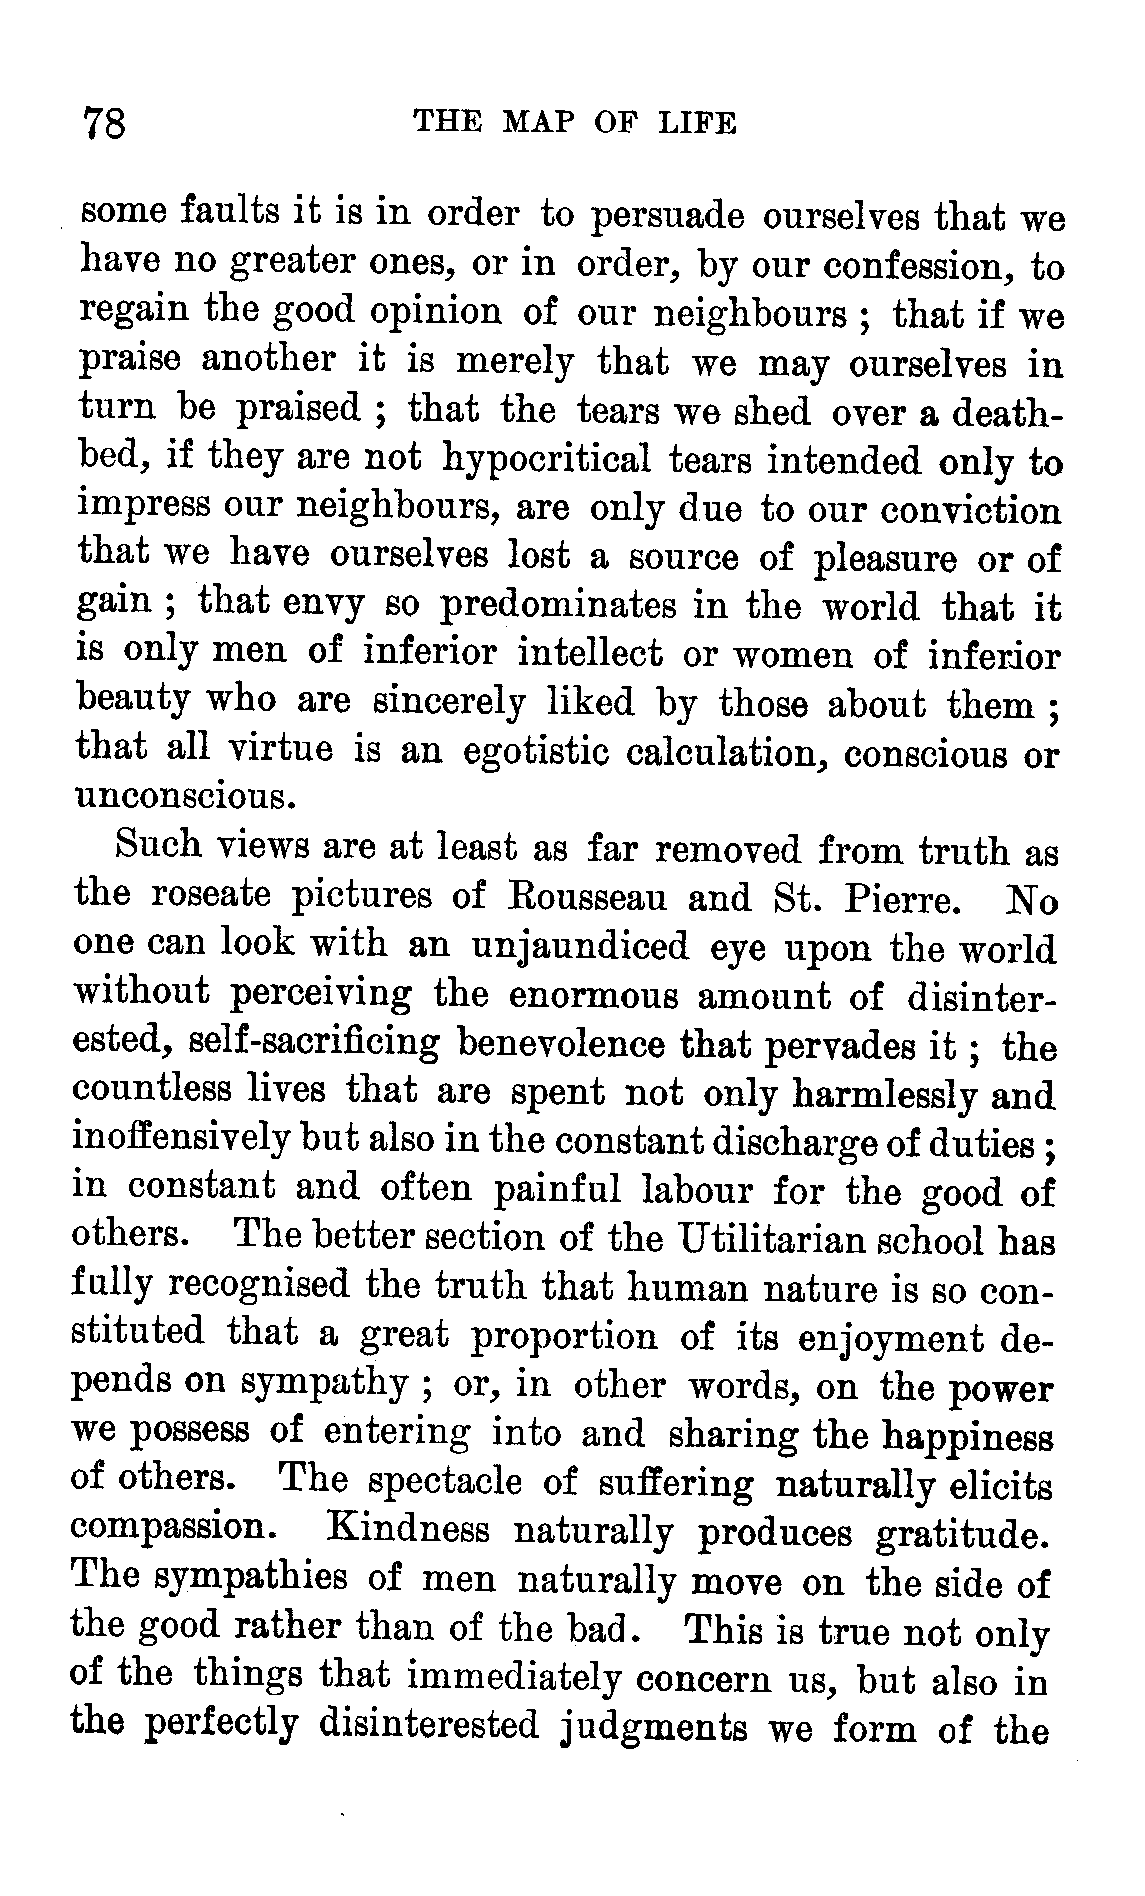 78 THE MAP OF LIFE
some faults it is in order to persuade ourselves that we
have no greater ones, or in order, by our confession, to
regain the good opinion of our neighbours ; that if we
praise another it is merely that we may ourselves in
turn be praised ; that the tears we shed over a death-
bed, if they are not hypocritical tears intended only to
impress our neighbours, are only due to our conviction
that we have ourselves lost a source of pleasure or of
gain ; that envy so predominates in the world that it
is only men of inferior intellect or women of inferior
beauty who are sincerely liked by those about them ;
that all virtue is an egotistic calculation, conscious or
unconscious.
Such views are at least as far removed from truth as
the roseate pictures of Rousseau and St. Pierre. No
one can look with an unjaundiced eye upon the world
without perceiving the enormous amount of disinter-
ested, self-sacrificing benevolence that pervades it ; the
countless lives that are spent not only harmlessly and
inoffensively but also in the constant discharge of duties ;
in constant and often painful labour for the good of
others. The better section of the Utilitarian school has
fully recognised the truth that human nature is so con-
stituted that a great proportion of its enjoyment de-
pends on sympathy ; or, in other words, on the power
we possess of entering into and sharing the happiness
of others. The spectacle of suffering naturally elicits
compassion. Kindness naturally produces gratitude.
The sympathies of men naturally move on the side of
the good rather than of the bad. This is true not only
of the things that immediately concern us, but also in
the perfectly disinterested judgments we form of the